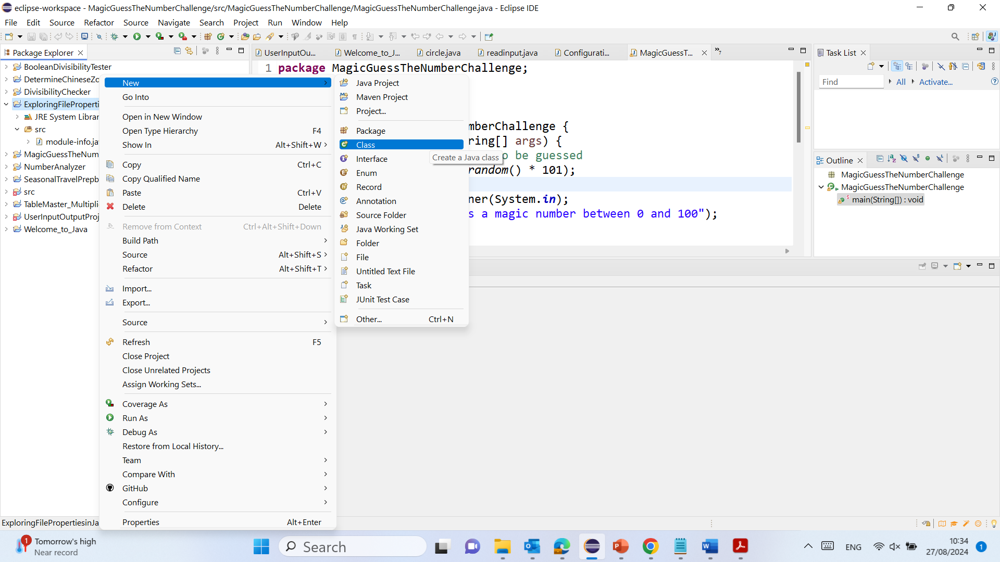 eclipse-workspace - MagicGuessTheNumberChallenge/src/MagicGuessTheNumberChallenge/MagicGuessTheNumberChallenge.java - Eclipse IDE
File Edit Source Refactor Source Navigate Search Project Run Window Help
Package Explorer
BooleanDivisibilityTester
DetermineChineseZo
DivisibilityChecker
ExploringFileProperti
JRE System Librar
src
module-info.ja
MagicGuessTheNum
NumberAnalyzer
SeasonalTravelPrepb
src
TableMaster_Multipli
UserInputOutputProj
Welcome_to_Java
New
Go Into
Open in New Window
Open Type Hierarchy F4
Show In Alt+Shift+W
Copy Ctrl+C
Copy Qualified Name
Paste Ctrl+V
Delete Delete
Remove from Context Ctrl+Alt+Shift+Down
Build Path
Source Alt+Shift+S
Refactor Alt+Shift+T
Import...
Export...
Source
Refresh F5
Close Project
Close Unrelated Projects
Assign Working Sets...
Coverage As
Run As
Debug As
Restore from Local History...
Team
Compare With
GitHub
Configure
Properties Alt+Enter
Java Project
Maven Project
Project...
Package
Class
Interface
Enum
Record
Annotation
Source Folder
Java Working Set
Folder
File
Untitled Text File
Task
JUnit Test Case
Other... Ctrl+N
Create a Java class
UserInputOu... Welcome_to_J... circle.java readinput.java Configurati... MagicGuessT... »7
1 package MagicGuessTheNumberChallenge;
mberChallenge {
ring[] args) {
o be guessed
random() * 101);
ner(System.in);
s a magic number between 0 and 100");
Task List
Find All Activate...
Outline
MagicGuessTheNumberChallenge
MagicGuessTheNumberChallenge
main(String[]) : void
ExploringFilePropertiesinJa
1
Tomorrow's high
Near record
Search
ENG
10:34
27/08/2024
1